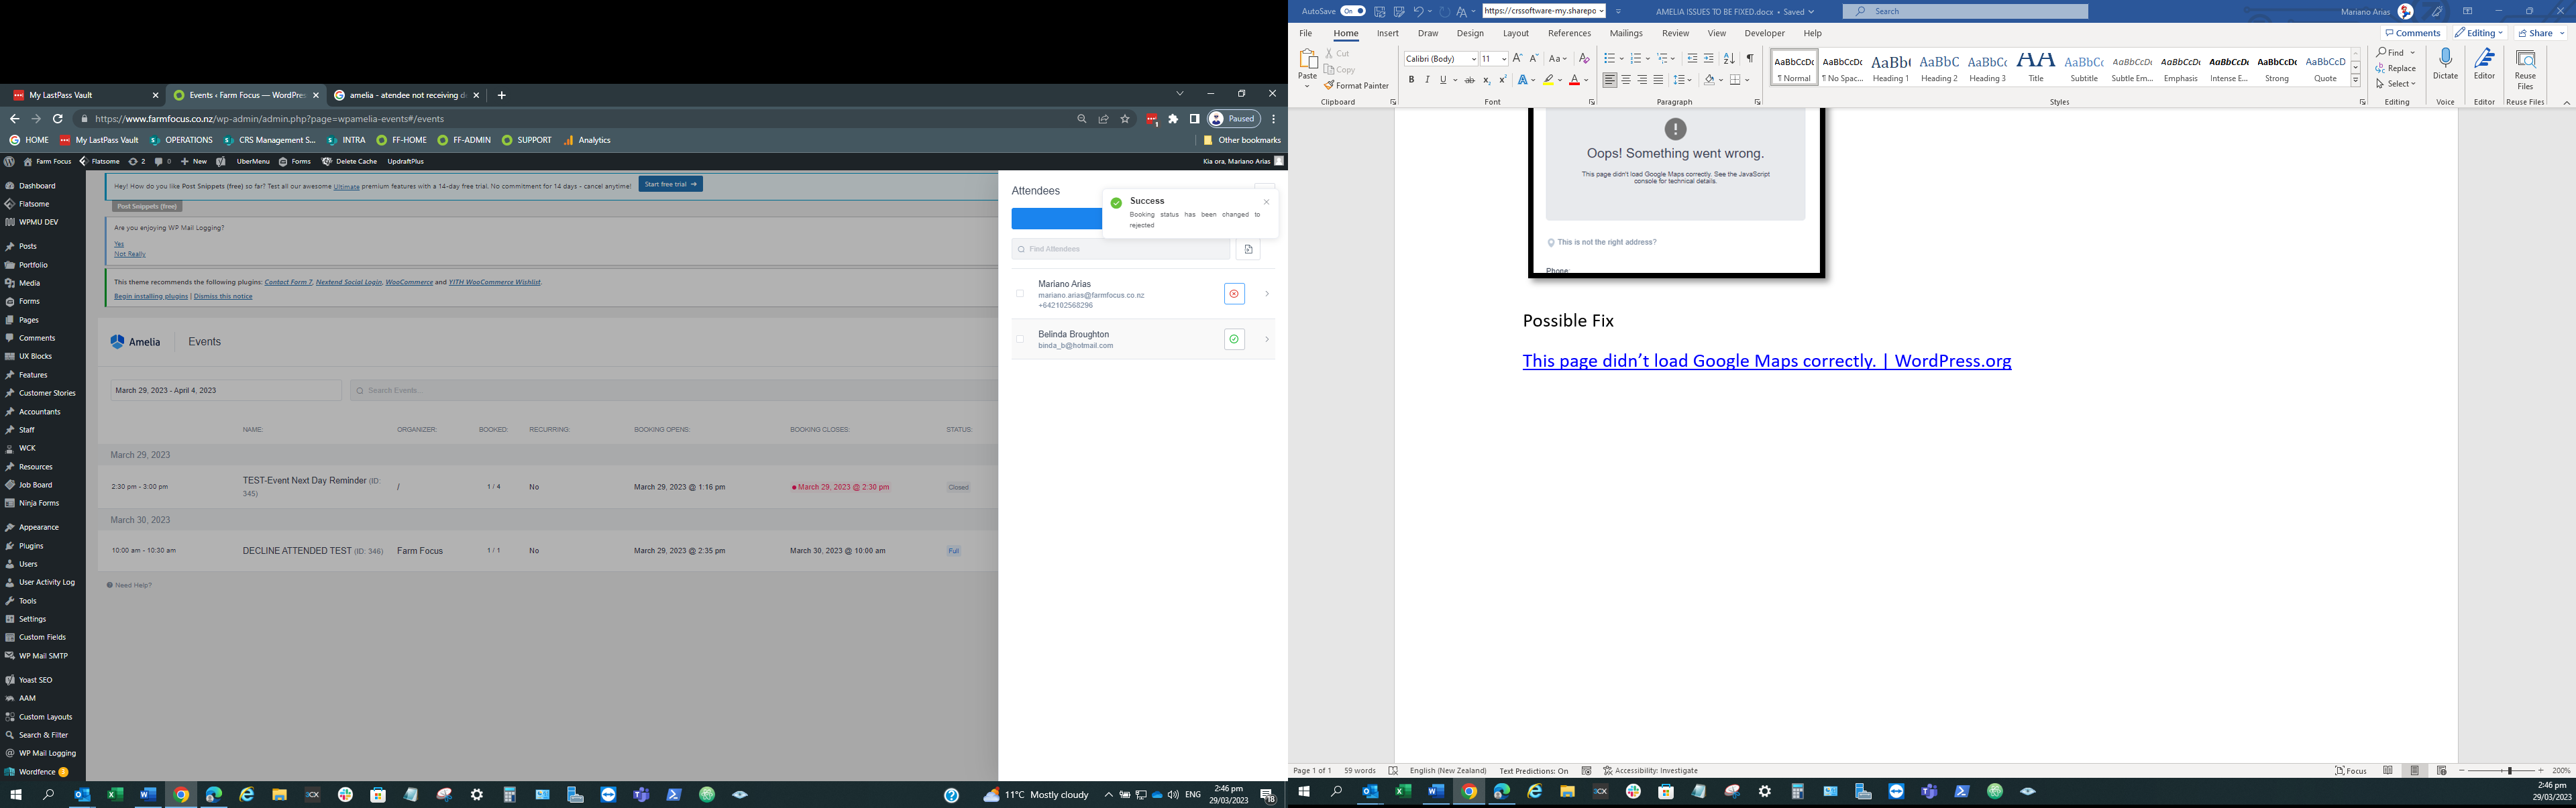 My LastPass Vault
Events ‹ Farm Focus — WordPres
amelia - atendee not receiving d
https://www.farmfocus.co.nz/wp-admin/admin.php?page=wpamelia-events#/events
Paused
HOME
My LastPass Vault
OPERATIONS
CRS Management S...
INTRA
FF-HOME
FF-ADMIN
SUPPORT
Analytics
Other bookmarks
Farm Focus
Flatsome
2
0
New
UberMenu
Forms
Delete Cache
UpdraftPlus
Kia ora, Mariano Arias
Dashboard
Flatsome
WPMU DEV
Posts
Portfolio
Media
Forms
Pages
Comments
UX Blocks
Features
Customer Stories
Accountants
Staff
WCK
Resources
Job Board
Ninja Forms
Appearance
Plugins
Users
User Activity Log
Tools
Settings
Custom Fields
WP Mail SMTP
Yoast SEO
AAM
Custom Layouts
Search & Filter
WP Mail Logging
Wordfence
Hey! How do you like Post Snippets (free) so far? Test all our awesome Ultimate premium features with a 14-day free trial. No commitment for 14 days - cancel anytime!
Start free trial →
Post Snippets (free)
Are you enjoying WP Mail Logging?
Yes
Not Really
This theme recommends the following plugins: Contact Form 7, Nextend Social Login, WooCommerce and YITH WooCommerce Wishlist.
Begin installing plugins | Dismiss this notice
Amelia
Events
March 29, 2023 - April 4, 2023
Search Events...
NAME: ORGANIZER: BOOKED: RECURRING: BOOKING OPENS: BOOKING CLOSES: STATUS:
March 29, 2023
2:30 pm - 3:00 pm TEST-Event Next Day Reminder (ID: / 1 / 4 No March 29, 2023 @ 1:16 pm March 29, 2023 @ 2:30 pm Closed
345)
March 30, 2023
10:00 am - 10:30 am DECLINE ATTENDED TEST (ID: 346) Farm Focus 1 / 1 No March 29, 2023 @ 2:35 pm March 30, 2023 @ 10:00 am Full
Need Help?
Attendees
Success
Booking status has been changed to
rejected
Find Attendees
Mariano Arias
mariano.arias@farmfocus.co.nz
+642102568296
Belinda Broughton
binda_b@hotmail.com
11°C Mostly cloudy
ENG
2:46 pm
29/03/2023
18
AutoSave On
https://crssoftware-my.sharepo
AMELIA ISSUES TO BE FIXED.docx • Saved
Search
Mariano Arias
File Home Insert Draw Design Layout References Mailings Review View Developer Help
Comments
Editing
Share
Paste
Cut
Copy
Format Painter
Clipboard
Calibri (Body)
11
Font
Paragraph
AaBbCcDc AaBbCcDc AaBbC AaBbC AaBbCc AA AaBbCc AaBbCcDc AaBbCcDc AaBbCcDc AaBbCcDc AaBbCcD
¶ Normal ¶ No Spac... Heading 1 Heading 2 Heading 3 Title Subtitle Subtle Em... Emphasis Intense E... Strong Quote
Styles
Find
Replace
Select
Editing
Dictate
Voice
Editor
Editor
Reuse
Files
Reuse Files
Oops! Something went wrong.
This page didn't load Google Maps correctly. See the JavaScript
console for technical details.
This is not the right address?
Phone:
Possible Fix
This page didn’t load Google Maps correctly. | WordPress.org
Page 1 of 1
59 words
English (New Zealand)
Text Predictions: On
Accessibility: Investigate
Focus
200%
2:46 pm
29/03/2023